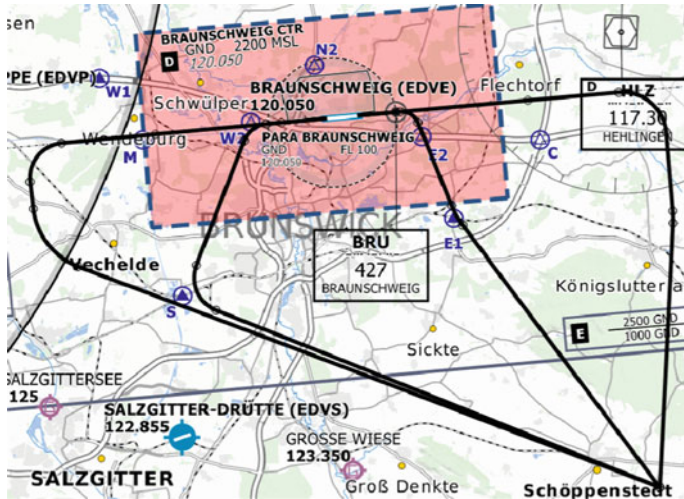 sen
BRAUNSCHWEIG CTR
GND 2200 MSL
D
120.050
N2
PPE (EDVP)
W1
BRAUNSCHWEIG (EDVE)
120.050
Flechtorf
Schwülper
D HLZ
117.30
HEHLINGEN
W2
Wendeburg
M
PARA BRAUNSCHWEIG
GND FL 100
120.050
E2
C
BRUNSWICK
E1
BRU
427
BRAUNSCHWEIG
Vechelde
S
Königslutter a
2500 GND
E
1000 GND
Sickte
SALZGITTERSEE
125
SALZGITTER-DRÜTTE (EDVS)
122.855
GROSSE WIESE
123.350
SALZGITTER
Groß Denkte
Schöppenstedt